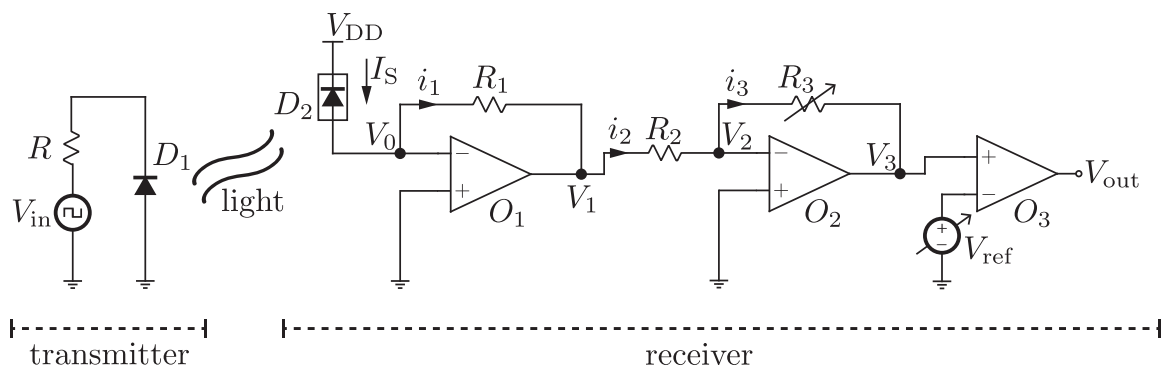 V_DD
I_S
i_1
R_1
i_3
R_3
D_2
R
D_1
V_0
i_2
R_2
V_2
−
−
V_3
+
V_out
V_in
light
+
O_1
V_1
+
O_2
−
O_3
+
−
V_ref
transmitter
receiver